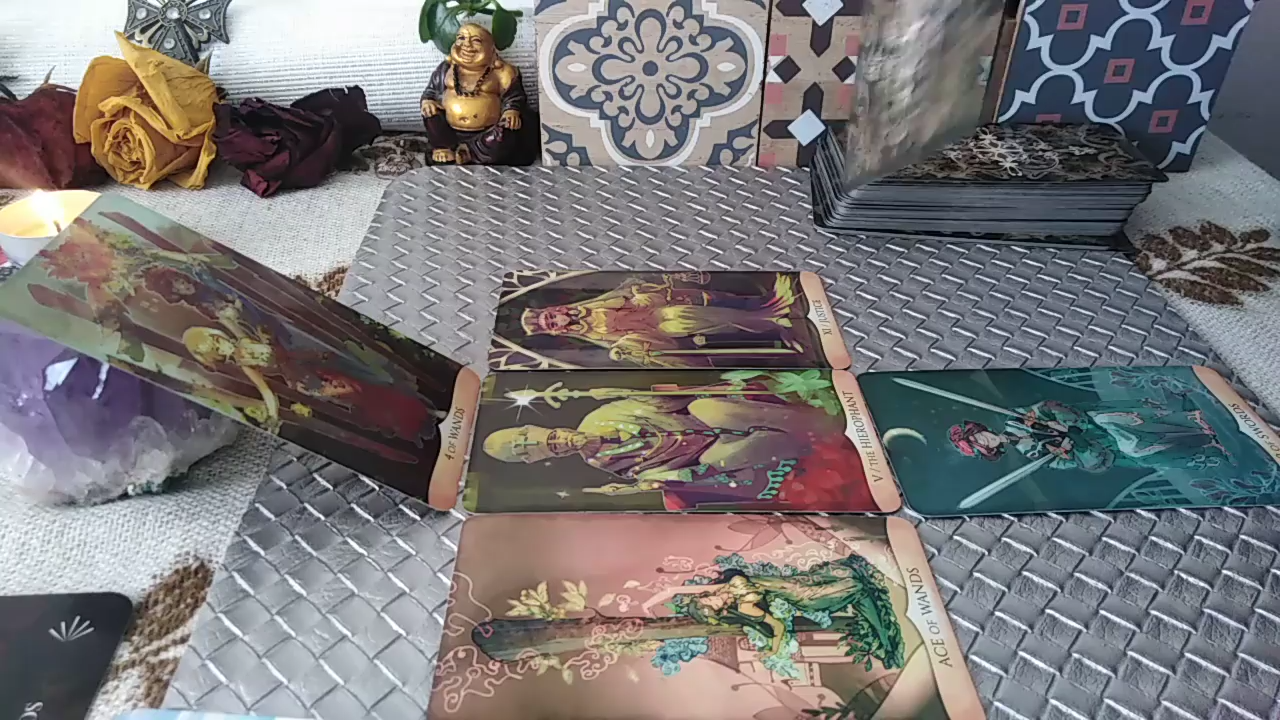 XI / JUSTICE
4 OF WANDS
V / THE HIEROPHANT
SWORDS
ACE OF WANDS